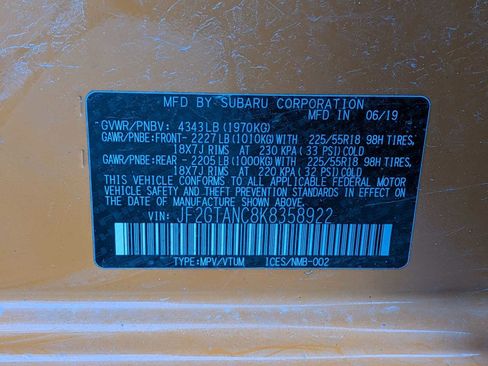 MFD BY SUBARU CORPORATION
MFD IN 06/19
GVWR/PNBV: 4343LB(1970KG)
GAWR/PNBE:FRONT- 2227LB(1010KG)WITH 225/55R18 98H TIRES,
18X7J RIMS AT 230 KPA( 33 PSI)COLD
GAWR/PNBE:REAR - 2205LB(1000KG)WITH 225/55R18 98H TIRES,
18X7J RIMS AT 220 KPA( 32 PSI)COLD
THIS VEHICLE CONFORMS TO ALL APPLICABLE FEDERAL MOTOR
VEHICLE SAFETY AND THEFT PREVENTION STANDARDS IN EFFECT
ON THE DATE OF MANUFACTURE SHOWN ABOVE.
VIN: JF2GTANC8K8358922
TYPE:MPV/VTUM ICES/NMB-002